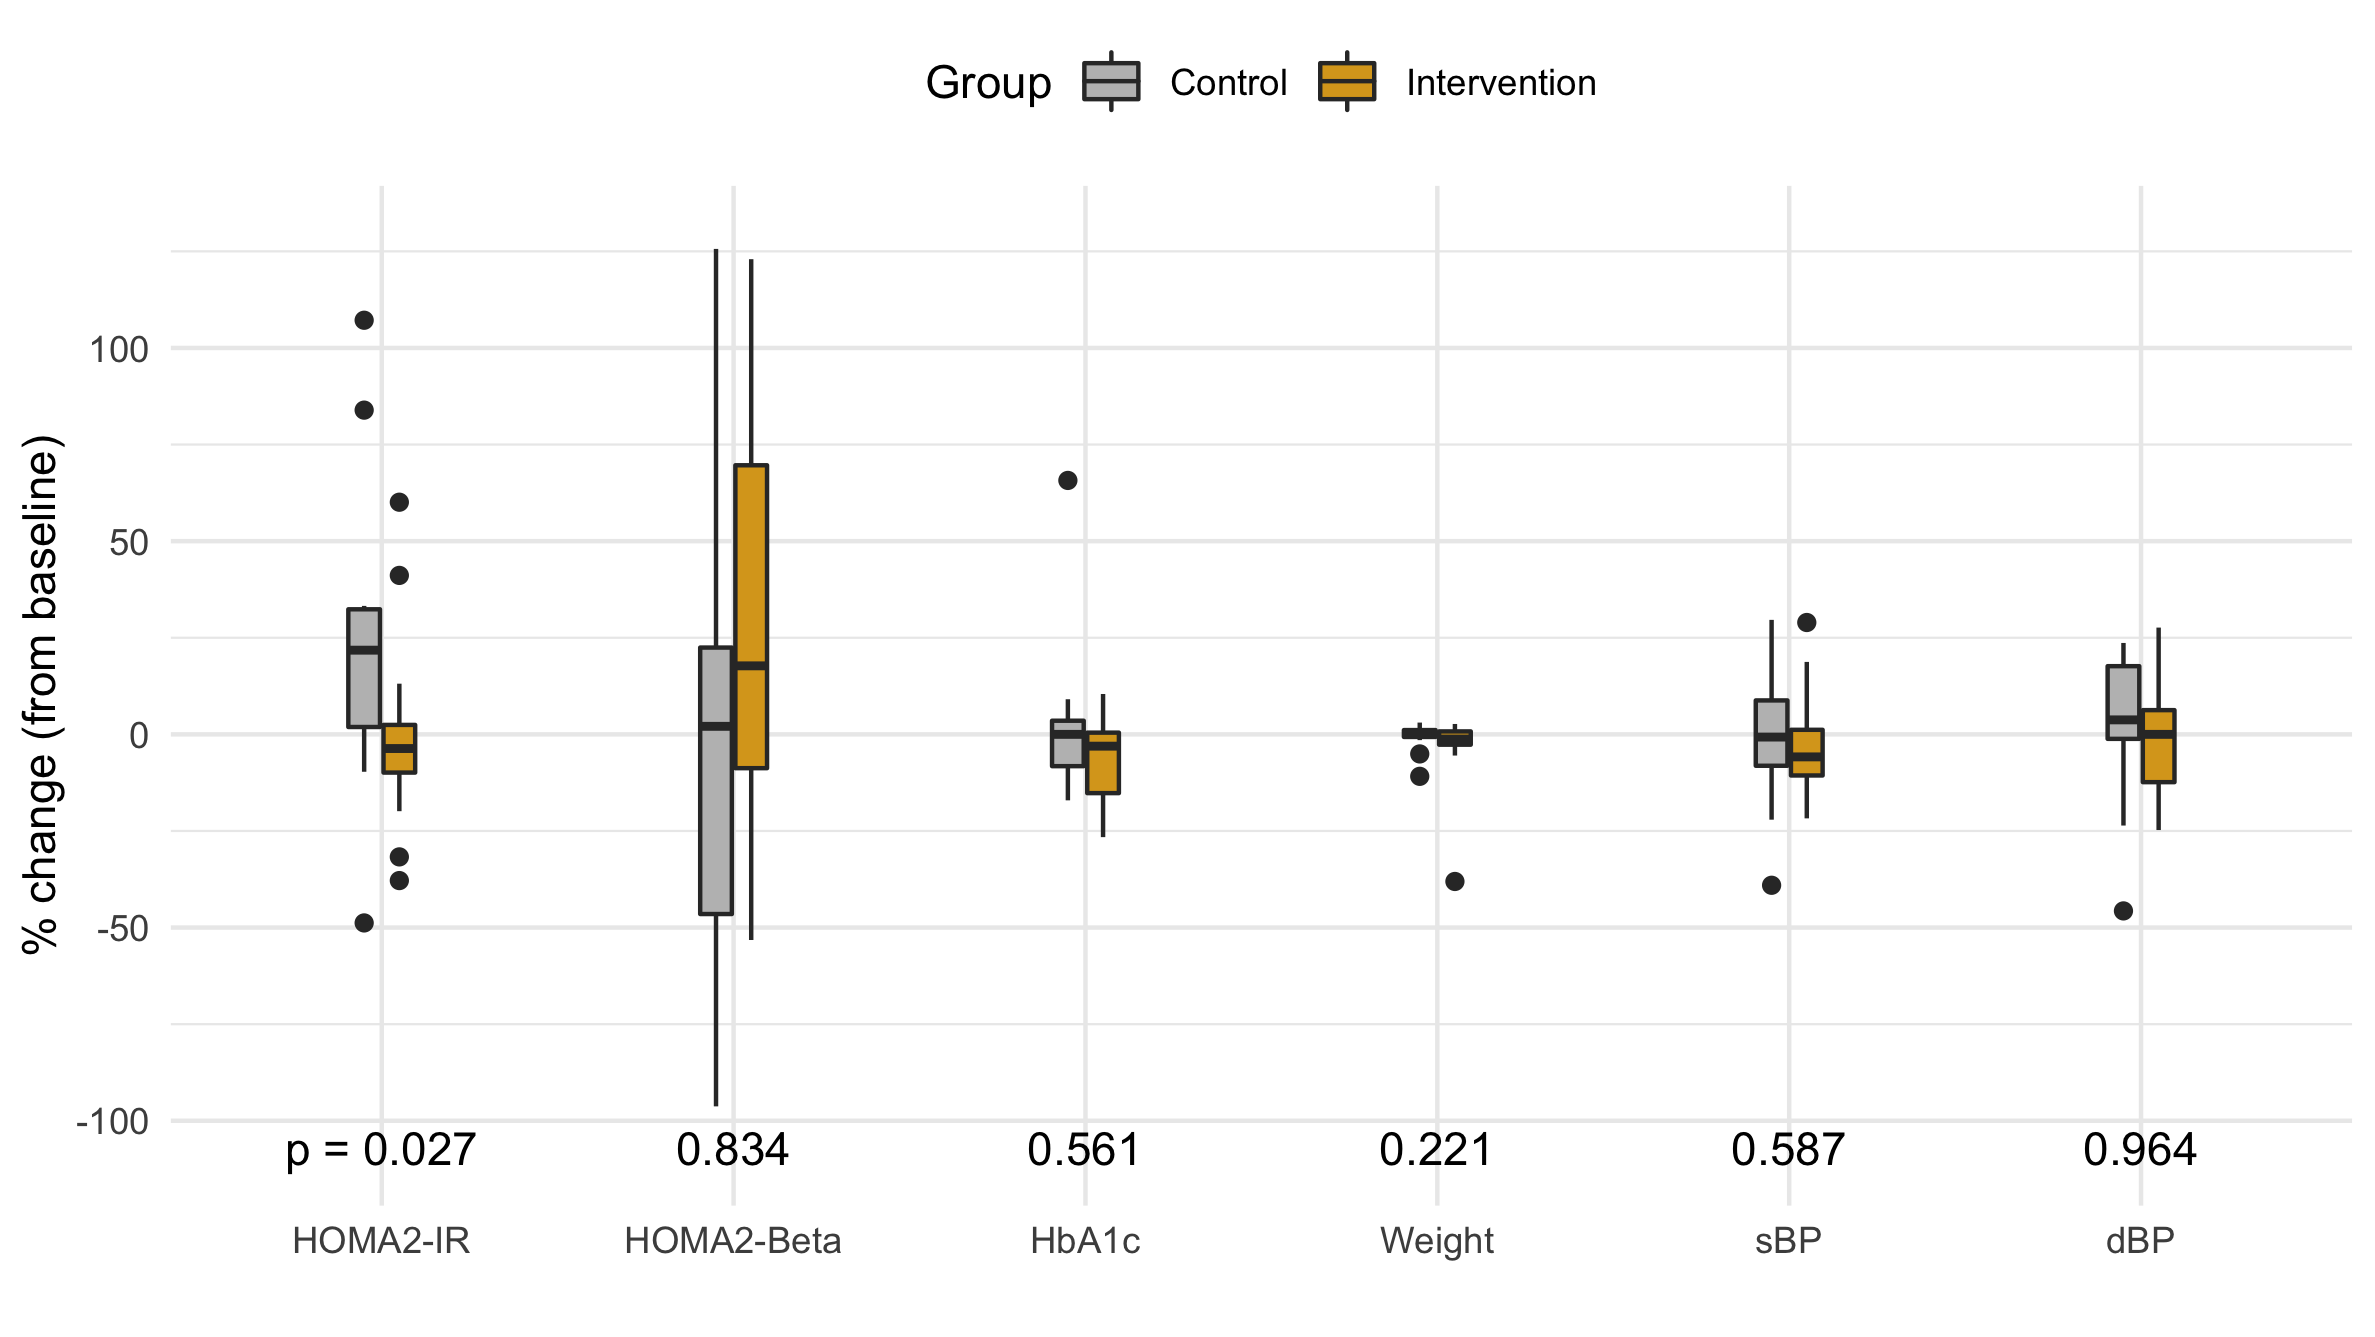 Group Control Intervention
% change (from baseline)
100
50
0
-50
-100
p = 0.027 0.834 0.561 0.221 0.587 0.964
HOMA2-IR HOMA2-Beta HbA1c Weight sBP dBP